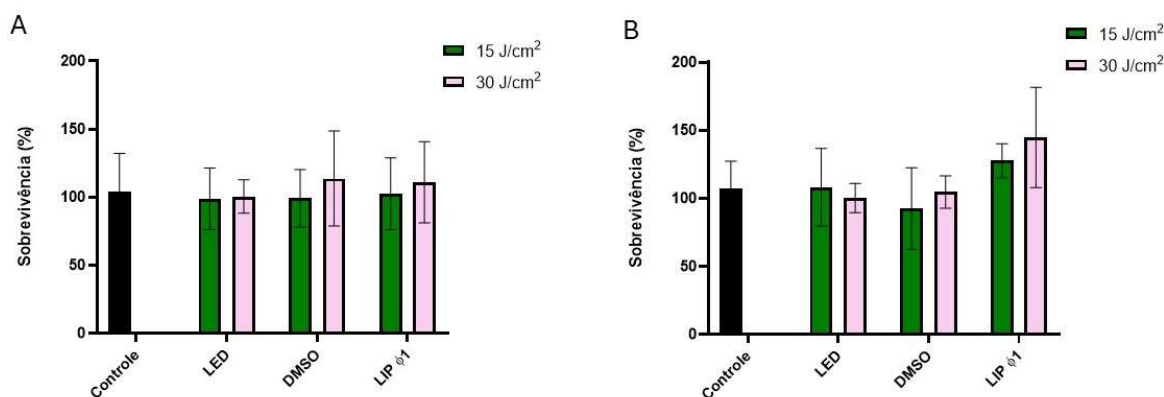 A
15 J/cm²
30 J/cm²
Sobrevivência (%)
200
150
100
50
0
Controle
LED
DMSO
LIP ϕ1
B
15 J/cm²
30 J/cm²
Sobrevivência (%)
200
150
100
50
0
Controle
LED
DMSO
LIP ϕ1